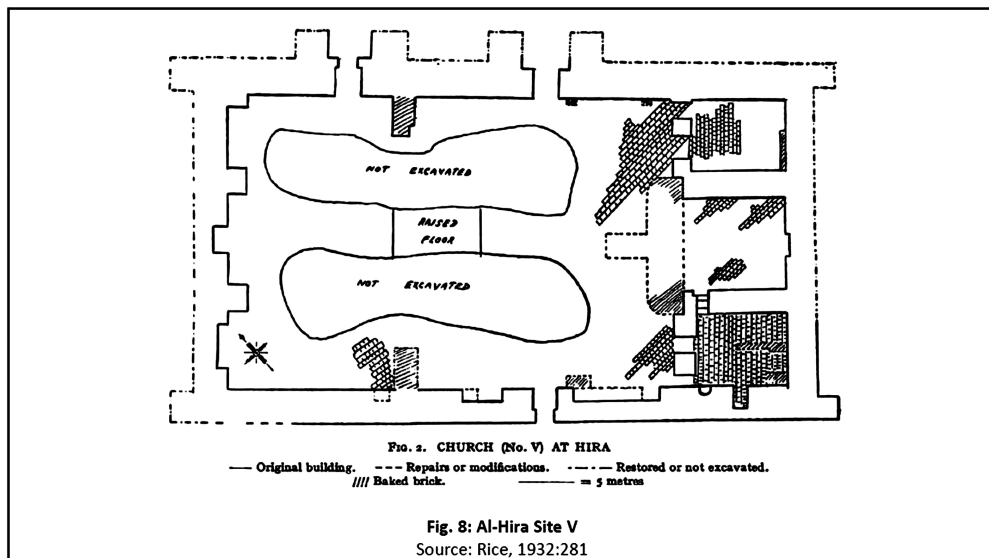 NOT EXCAVATED
RAISED
FLOOR
NOT EXCAVATED
FIG. 2. CHURCH (No. V) AT HIRA
— Original building. - - - Repairs or modifications. -·-·- Restored or not excavated.
//// Baked brick. ——— = 5 metres
Fig. 8: Al-Hira Site V
Source: Rice, 1932:281